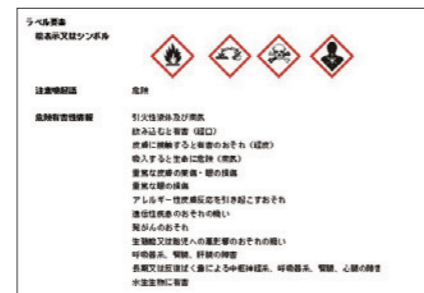 ラベル要素
絵表示又はシンボル
注意喚起語 危険
危険有害性情報 引火性液体及び蒸気
飲み込むと有害（経口）
皮膚に接触すると有害のおそれ（経皮）
吸入すると生命に危険（蒸気）
重篤な皮膚の薬傷・眼の損傷
重篤な眼の損傷
アレルギー性皮膚反応を引き起こすおそれ
遺伝性疾患のおそれの疑い
発がんのおそれ
生殖能又は胎児への悪影響のおそれの疑い
呼吸器系、腎臓、肝臓の障害
長期又は反復ばく露による中枢神経系、呼吸器系、腎臓、心臓の障害
水生生物に有害